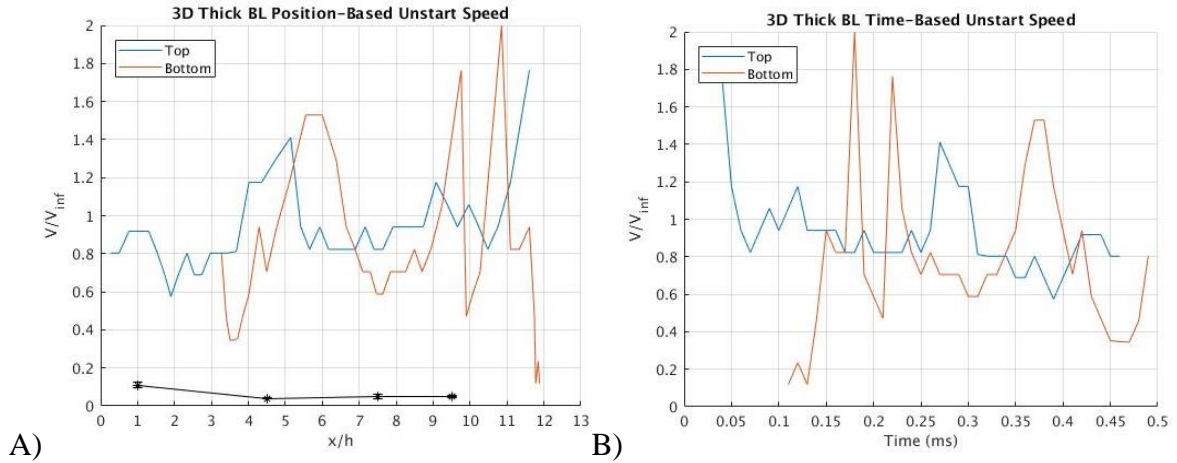 3D Thick BL Position-Based Unstart Speed
2
1.8
1.6
1.4
1.2
1
0.8
0.6
0.4
0.2
0
V/Vinf
Top
Bottom
0 1 2 3 4 5 6 7 8 9 10 11 12 13
x/h
A)
3D Thick BL Time-Based Unstart Speed
2
1.8
1.6
1.4
1.2
1
0.8
0.6
0.4
0.2
0
V/Vinf
Top
Bottom
0.05 0.1 0.15 0.2 0.25 0.3 0.35 0.4 0.45 0.5
Time (ms)
B)